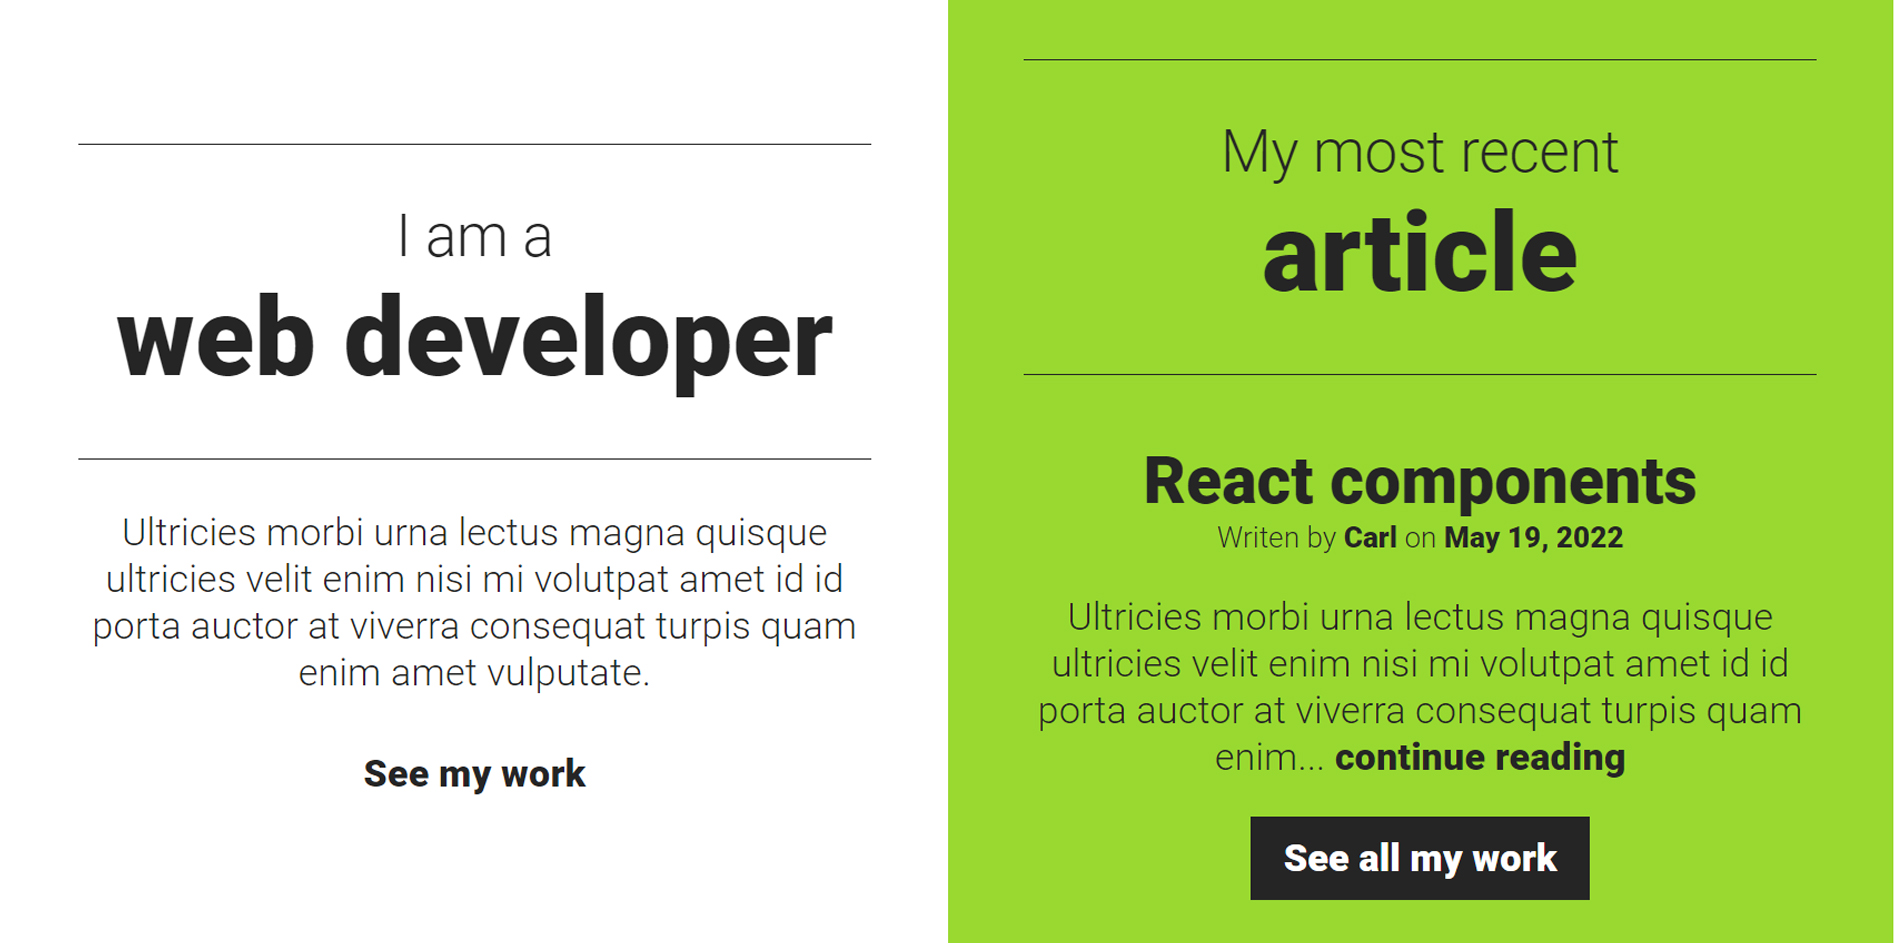 I am a
web developer
Ultricies morbi urna lectus magna quisque
ultricies velit enim nisi mi volutpat amet id id
porta auctor at viverra consequat turpis quam
enim amet vulputate.
See my work
My most recent
article
React components
Writen by Carl on May 19, 2022
Ultricies morbi urna lectus magna quisque
ultricies velit enim nisi mi volutpat amet id id
porta auctor at viverra consequat turpis quam
enim... continue reading
See all my work